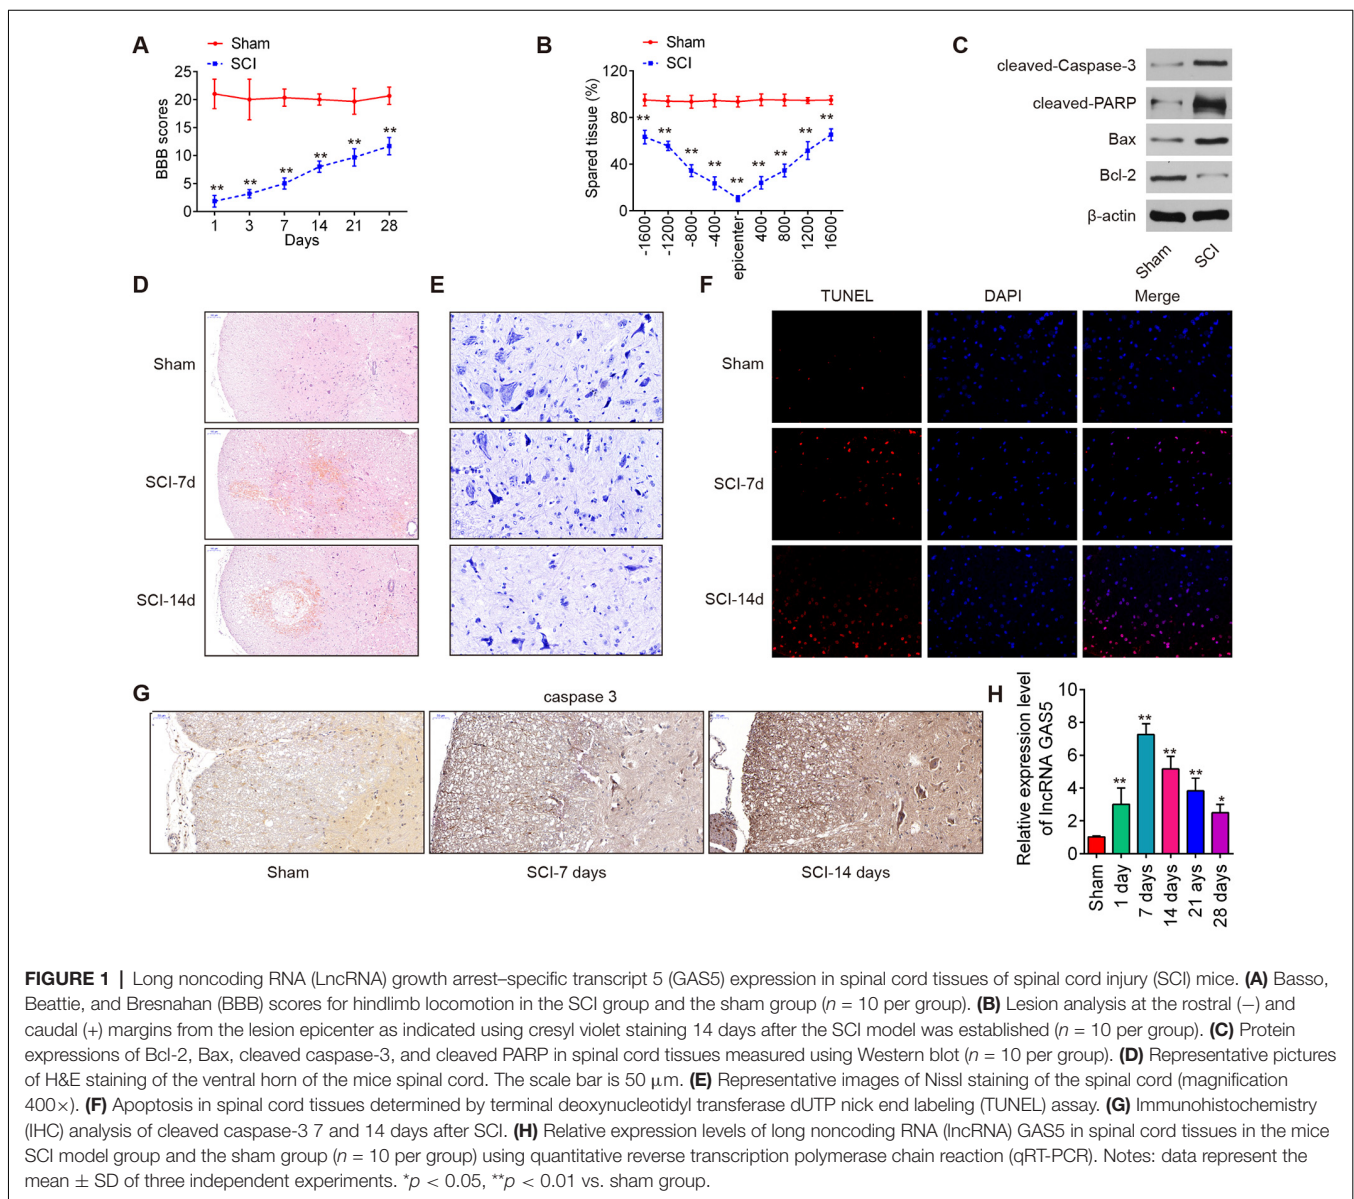 A
Sham
SCI
BBB scores
25
20
15
10
5
0
** ** ** ** ** **
1 3 7 14 21 28
Days
B
Sham
SCI
Spared tissue (%)
120
80
40
0
** ** ** ** ** ** ** ** **
-1600 -1200 -800 -400 epicenter 400 800 1200 1600
C
cleaved-Caspase-3
cleaved-PARP
Bax
Bcl-2
β-actin
Sham SCI
D
Sham
SCI-7d
SCI-14d
E
F
TUNEL DAPI Merge
Sham
SCI-7d
SCI-14d
G
caspase 3
Sham SCI-7 days SCI-14 days
H
Relative expression level
of lncRNA GAS5
10
8
6
4
2
0
** ** ** ** *
Sham 1 day 7 days 14 days 21 ays 28 days
FIGURE 1 | Long noncoding RNA (LncRNA) growth arrest–specific transcript 5 (GAS5) expression in spinal cord tissues of spinal cord injury (SCI) mice. (A) Basso,
Beattie, and Bresnahan (BBB) scores for hindlimb locomotion in the SCI group and the sham group (n = 10 per group). (B) Lesion analysis at the rostral (−) and
caudal (+) margins from the lesion epicenter as indicated using cresyl violet staining 14 days after the SCI model was established (n = 10 per group). (C) Protein
expressions of Bcl-2, Bax, cleaved caspase-3, and cleaved PARP in spinal cord tissues measured using Western blot (n = 10 per group). (D) Representative pictures
of H&E staining of the ventral horn of the mice spinal cord. The scale bar is 50 μm. (E) Representative images of Nissl staining of the spinal cord (magnification
400×). (F) Apoptosis in spinal cord tissues determined by terminal deoxynucleotidyl transferase dUTP nick end labeling (TUNEL) assay. (G) Immunohistochemistry
(IHC) analysis of cleaved caspase-3 7 and 14 days after SCI. (H) Relative expression levels of long noncoding RNA (lncRNA) GAS5 in spinal cord tissues in the mice
SCI model group and the sham group (n = 10 per group) using quantitative reverse transcription polymerase chain reaction (qRT-PCR). Notes: data represent the
mean ± SD of three independent experiments. *p < 0.05, **p < 0.01 vs. sham group.